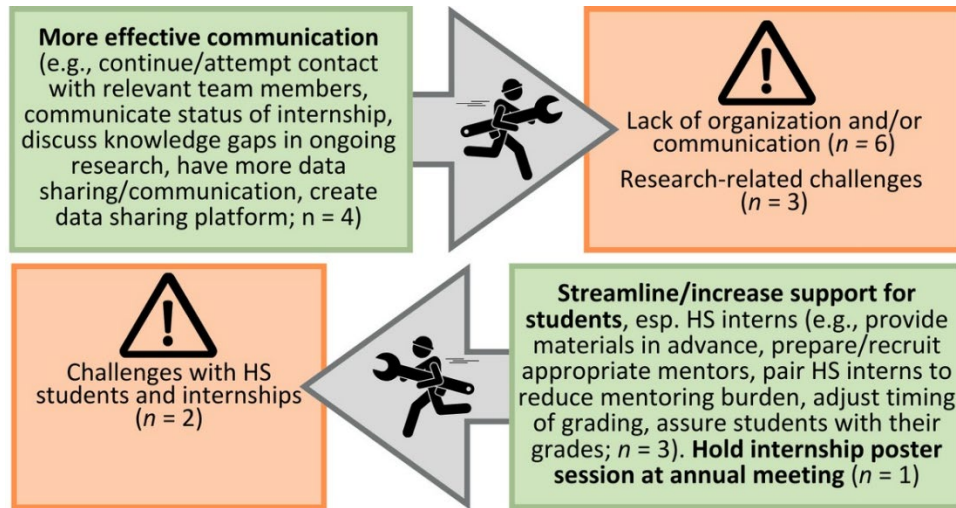 More effective communication
(e.g., continue/attempt contact
with relevant team members,
communicate status of internship,
discuss knowledge gaps in ongoing
research, have more data
sharing/communication, create
data sharing platform; n = 4)
Lack of organization and/or
communication (n = 6)
Research-related challenges
(n = 3)
Challenges with HS
students and internships
(n = 2)
Streamline/increase support for
students, esp. HS interns (e.g., provide
materials in advance, prepare/recruit
appropriate mentors, pair HS interns to
reduce mentoring burden, adjust timing
of grading, assure students with their
grades; n = 3). Hold internship poster
session at annual meeting (n = 1)